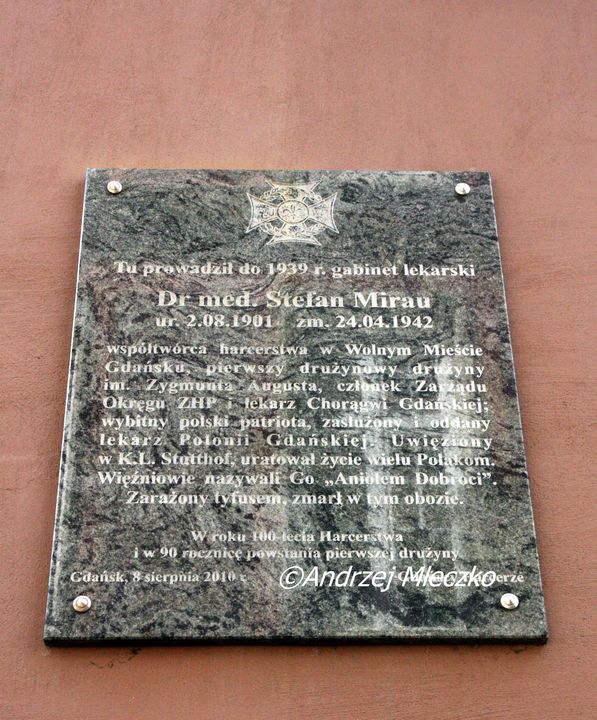 Tu prowadził do 1939 r. gabinet lekarski
Dr med. Stefan Mirau
ur. 2.08.1901 zm. 24.04.1942
współtwórca harcerstwa w Wolnym Mieście
Gdańsku, pierwszy drużynowy drużyny
im. Zygmunta Augusta, członek Zarządu
Okręgu ZHP i lekarz Chorągwi Gdańskiej;
wybitny polski patriota, zasłużony i oddany
lekarz Polonii Gdańskiej. Uwięziony
w K.L. Stutthof, uratował życie wielu Polakom.
Więźniowie nazywali Go „Aniołem Dobroci”.
Zarażony tyfusem, zmarł w tym obozie.
W roku 100-lecia Harcerstwa
i w 90 rocznicę powstania pierwszej drużyny
Gdańsk, 8 sierpnia 2010 r.
©Andrzej Mleczko